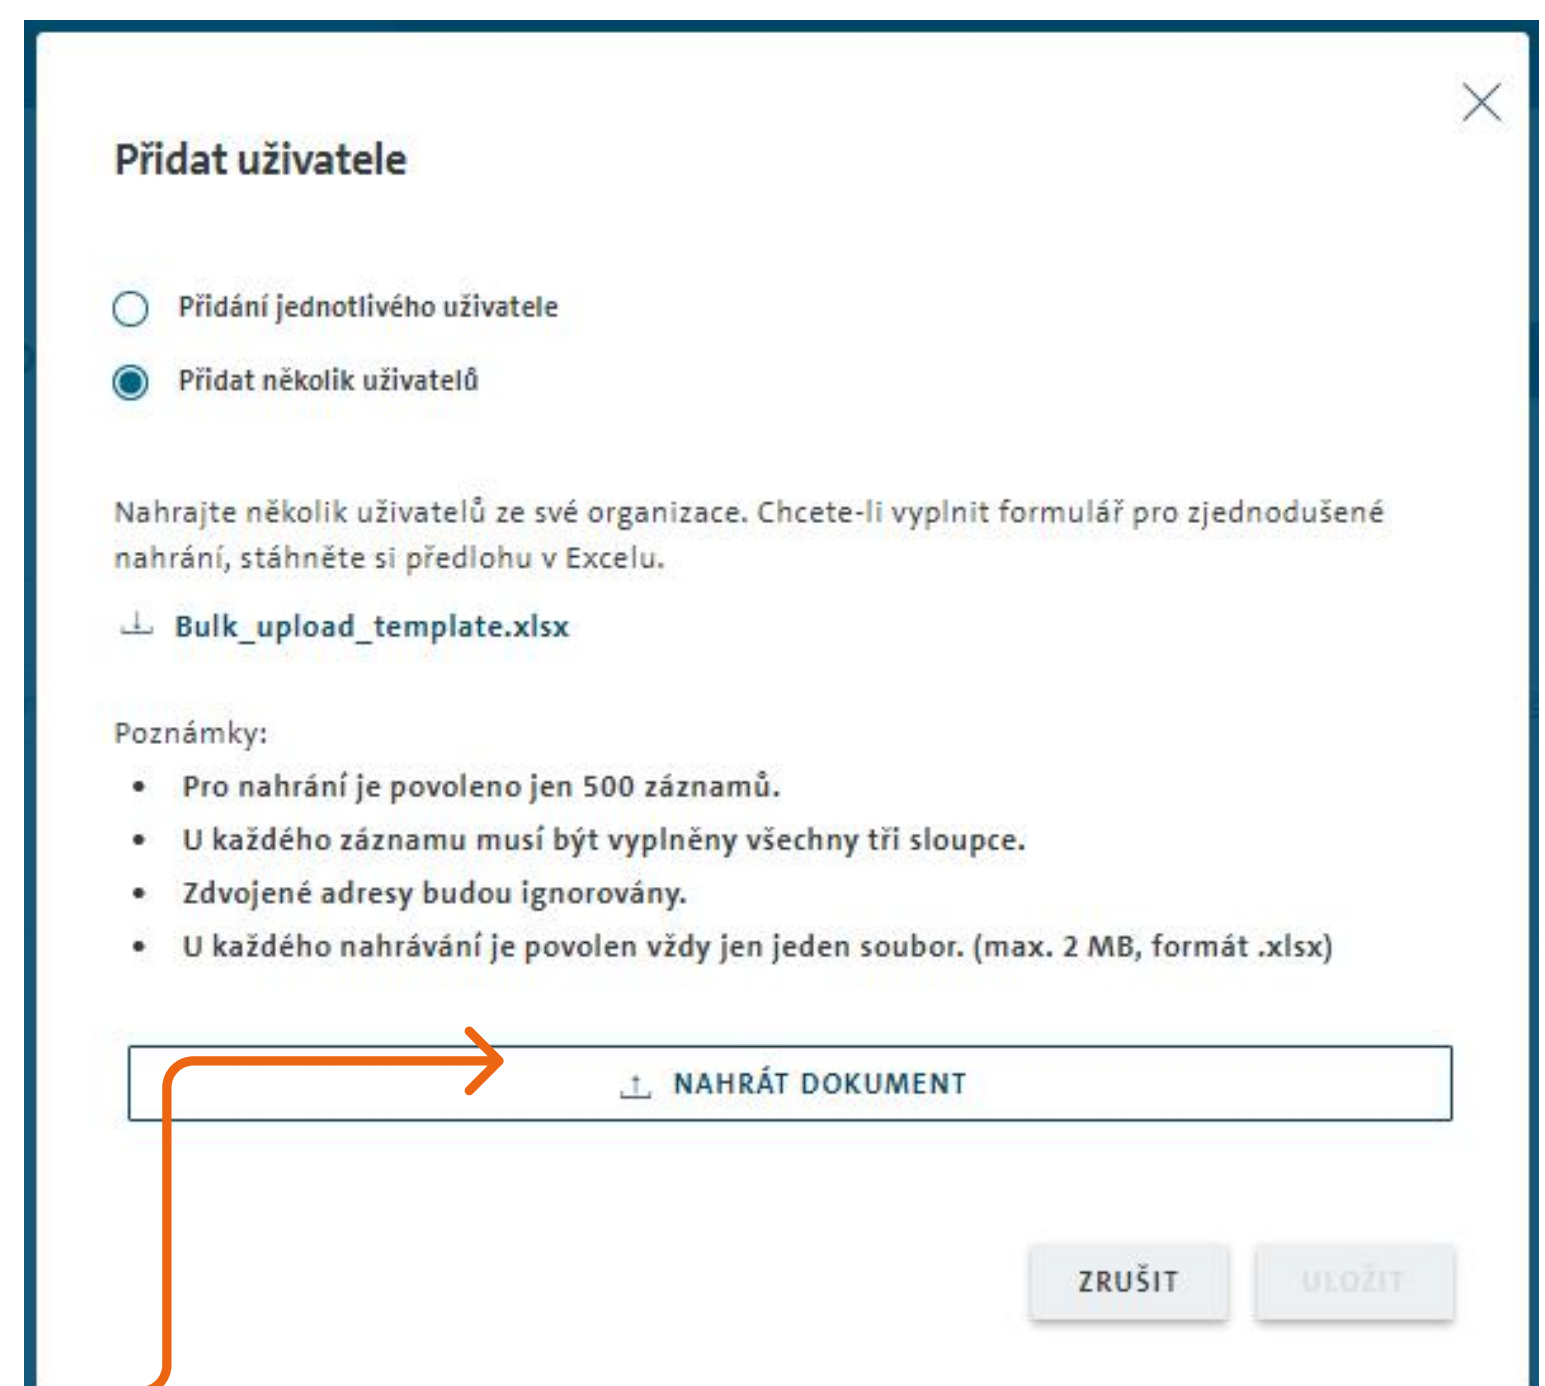 Přidat uživatele
Přidání jednotlivého uživatele
Přidat několik uživatelů
Nahrajte několik uživatelů ze své organizace. Chcete-li vyplnit formulář pro zjednodušené
nahrání, stáhněte si předlohu v Excelu.
Bulk_upload_template.xlsx
Poznámky:
• Pro nahrání je povoleno jen 500 záznamů.
• U každého záznamu musí být vyplněny všechny tři sloupce.
• Zdvojené adresy budou ignorovány.
• U každého nahrávání je povolen vždy jen jeden soubor. (max. 2 MB, formát .xlsx)
NAHRÁT DOKUMENT
ZRUŠIT
ULOŽIT